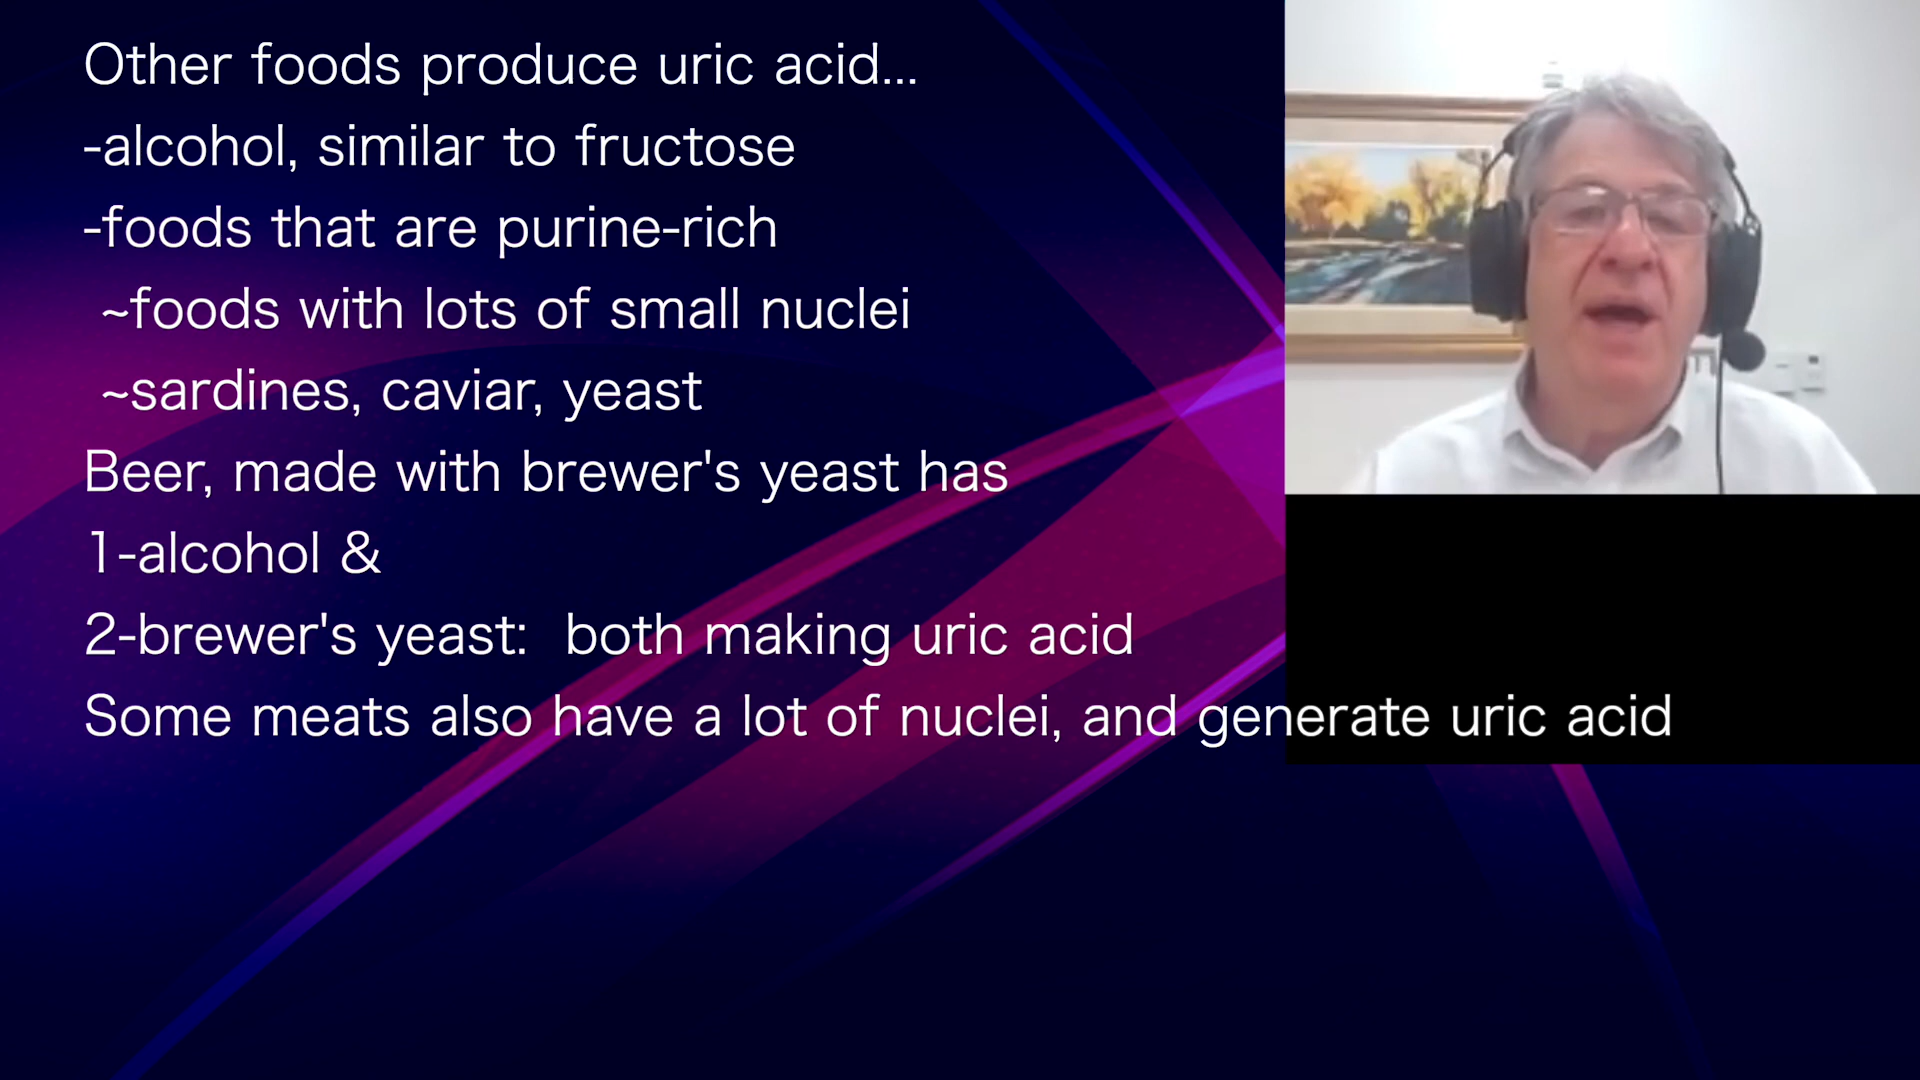 Other foods produce uric acid...
-alcohol, similar to fructose
-foods that are purine-rich
~foods with lots of small nuclei
~sardines, caviar, yeast
Beer, made with brewer's yeast has
1-alcohol &
2-brewer's yeast:  both making uric acid
Some meats also have a lot of nuclei, and generate uric acid